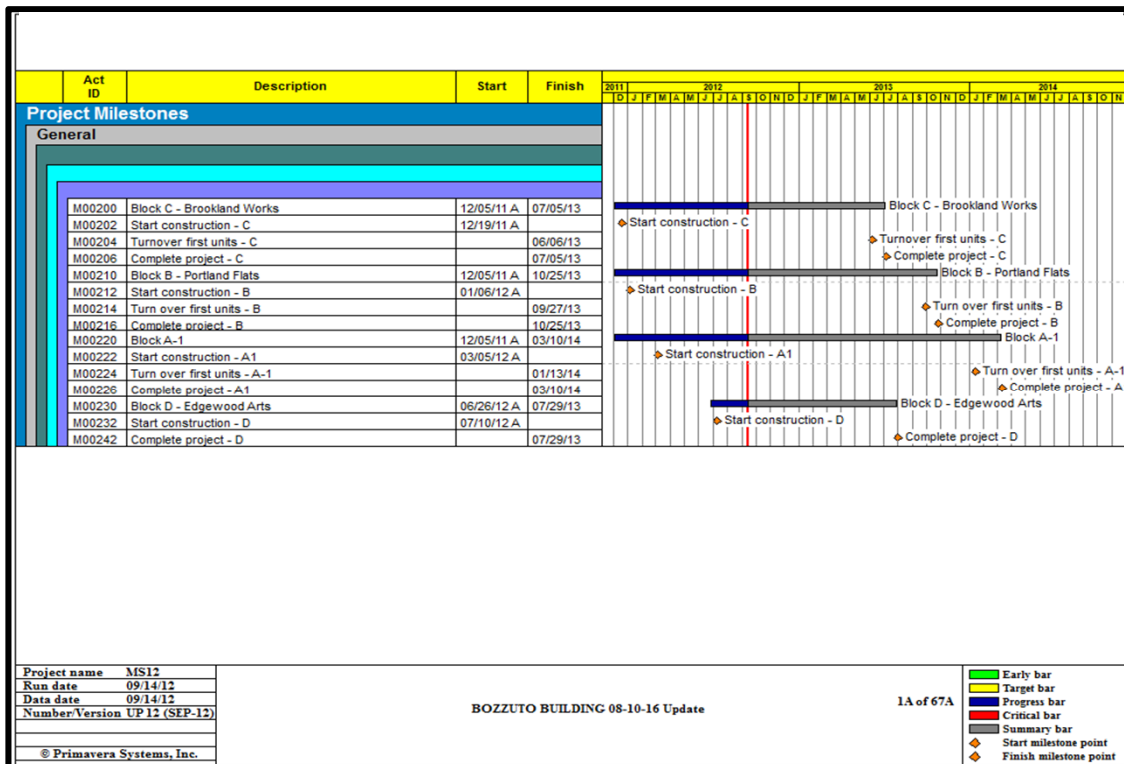 Act ID Description Start Finish 2011 2012 2013 2014
D J F M A M J J A S O N D J F M A M J J A S O N D J F M A M J J A S O N
Project Milestones
General
M00200 Block C - Brookland Works 12/05/11 A 07/05/13 Block C - Brookland Works
M00202 Start construction - C 12/19/11 A Start construction - C
M00204 Turnover first units - C 06/06/13 Turnover first units - C
M00206 Complete project - C 07/05/13 Complete project - C
M00210 Block B - Portland Flats 12/05/11 A 10/25/13 Block B - Portland Flats
M00212 Start construction - B 01/06/12 A Start construction - B
M00214 Turn over first units - B 09/27/13 Turn over first units - B
M00216 Complete project - B 10/25/13 Complete project - B
M00220 Block A-1 12/05/11 A 03/10/14 Block A-1
M00222 Start construction - A1 03/05/12 A Start construction - A1
M00224 Turn over first units - A-1 01/13/14 Turn over first units - A-1
M00226 Complete project - A1 03/10/14 Complete project - A
M00230 Block D - Edgewood Arts 06/26/12 A 07/29/13 Block D - Edgewood Arts
M00232 Start construction - D 07/10/12 A Start construction - D
M00242 Complete project - D 07/29/13 Complete project - D
Project name MS12
Run date 09/14/12
Data date 09/14/12
Number/Version UP 12 (SEP-12)
© Primavera Systems, Inc.
BOZZUTO BUILDING 08-10-16 Update
1A of 67A
Early bar
Target bar
Progress bar
Critical bar
Summary bar
Start milestone point
Finish milestone point